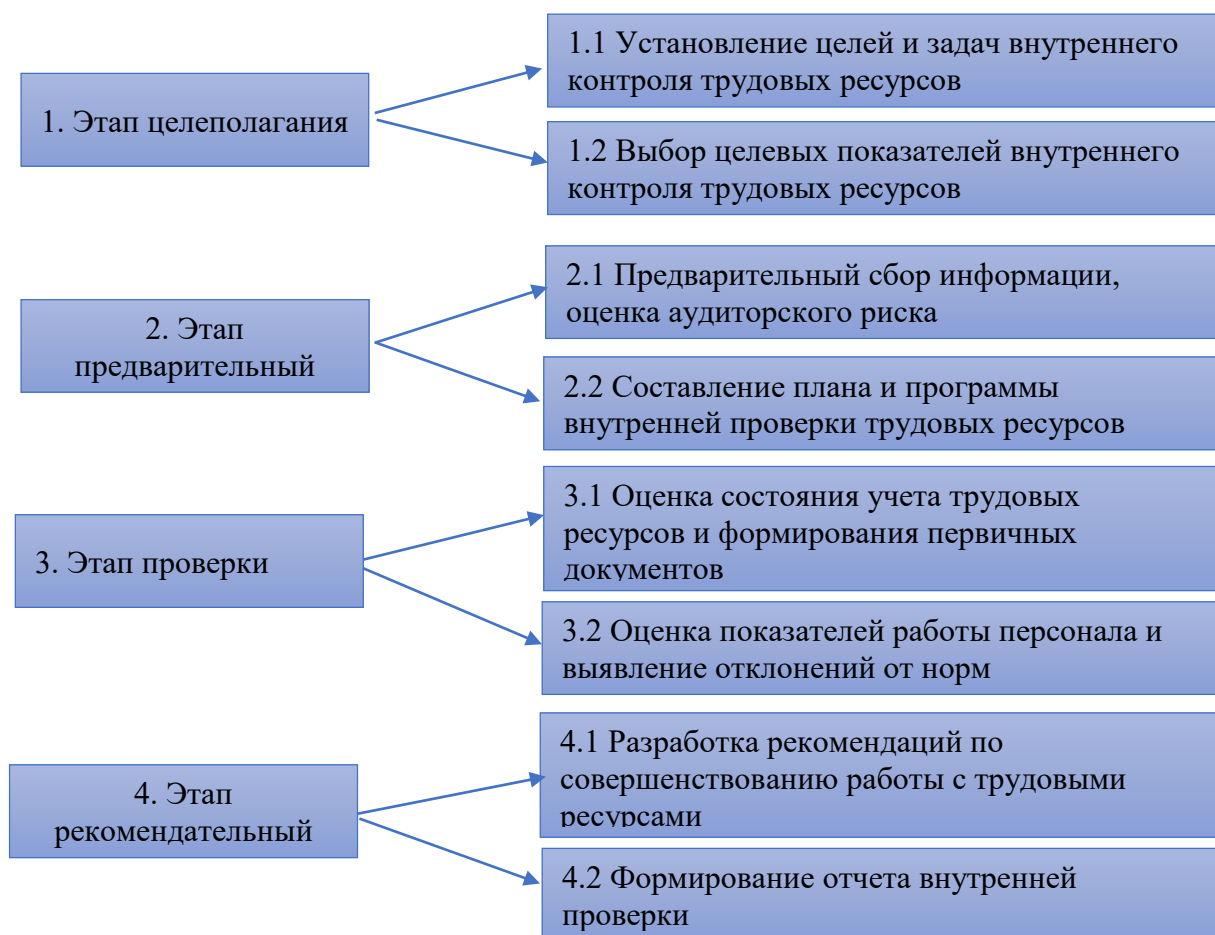 1. Этап целеполагания
1.1 Установление целей и задач внутреннего
контроля трудовых ресурсов
1.2 Выбор целевых показателей внутреннего
контроля трудовых ресурсов
2. Этап
предварительный
2.1 Предварительный сбор информации,
оценка аудиторского риска
2.2 Составление плана и программы
внутренней проверки трудовых ресурсов
3. Этап проверки
3.1 Оценка состояния учета трудовых
ресурсов и формирования первичных
документов
3.2 Оценка показателей работы персонала и
выявление отклонений от норм
4. Этап
рекомендательный
4.1 Разработка рекомендаций по
совершенствованию работы с трудовыми
ресурсами
4.2 Формирование отчета внутренней
проверки